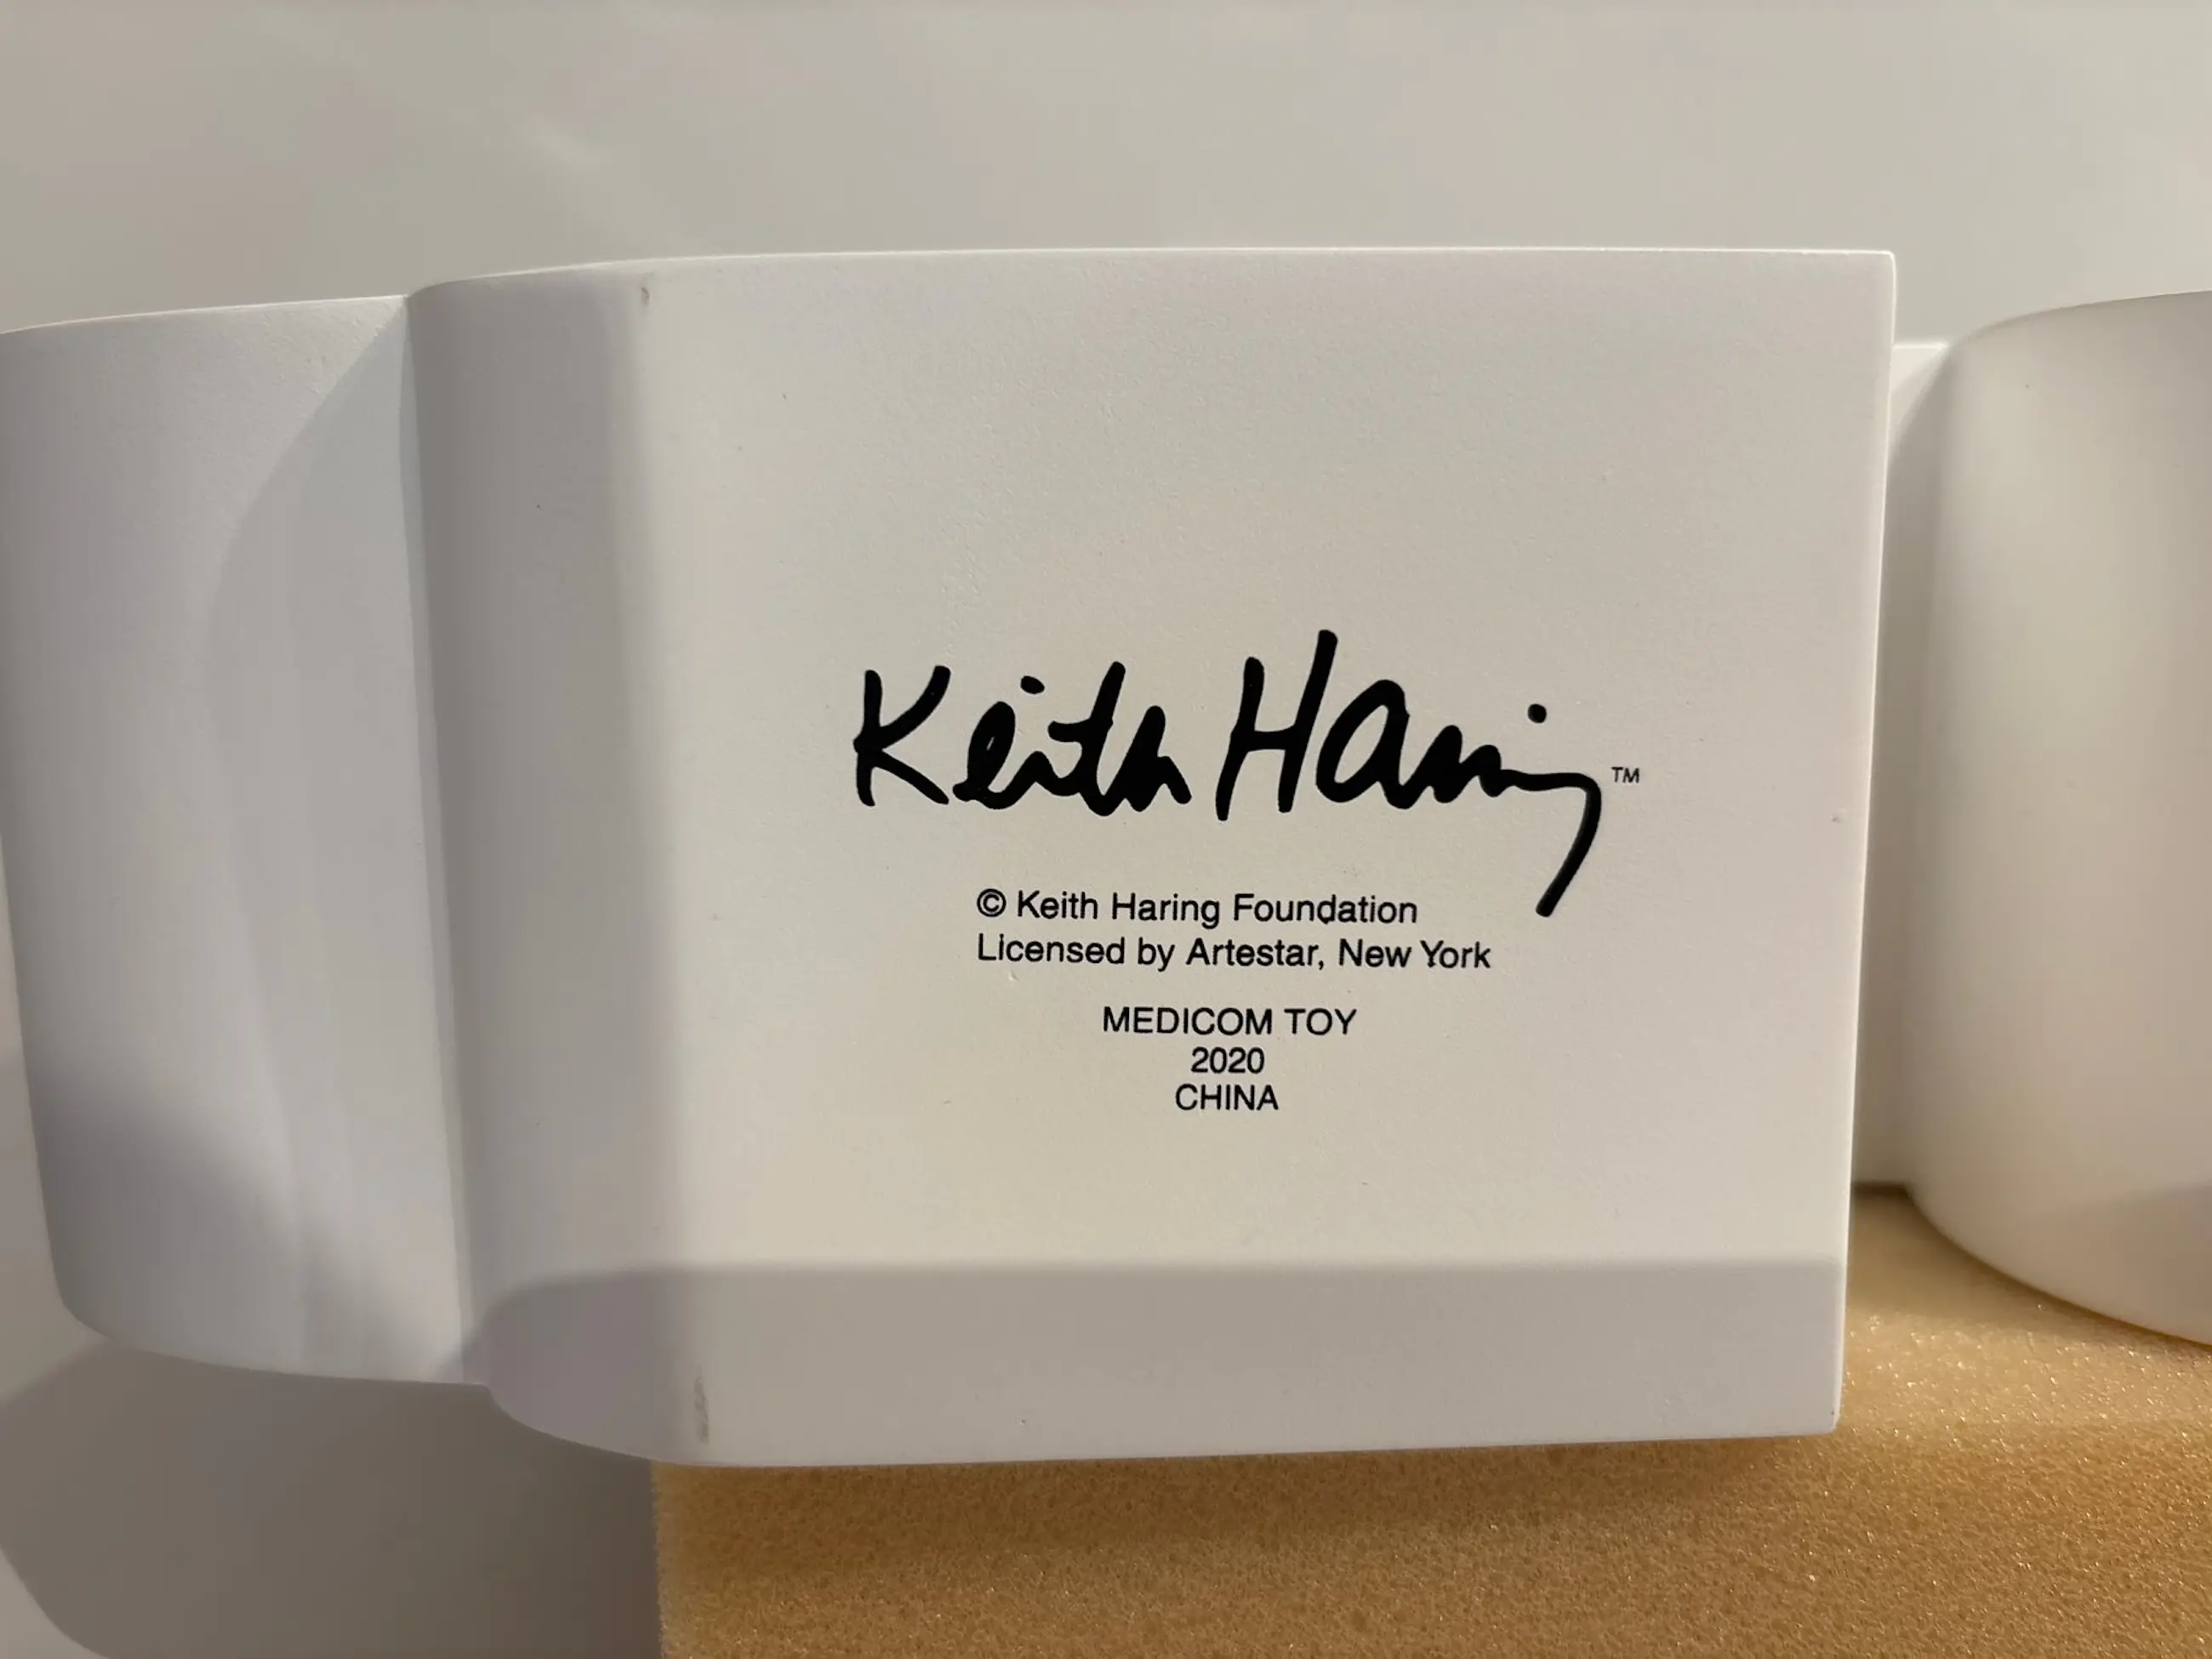 Keith Haring™
© Keith Haring Foundation
Licensed by Artestar, New York
MEDICOM TOY
2020
CHINA